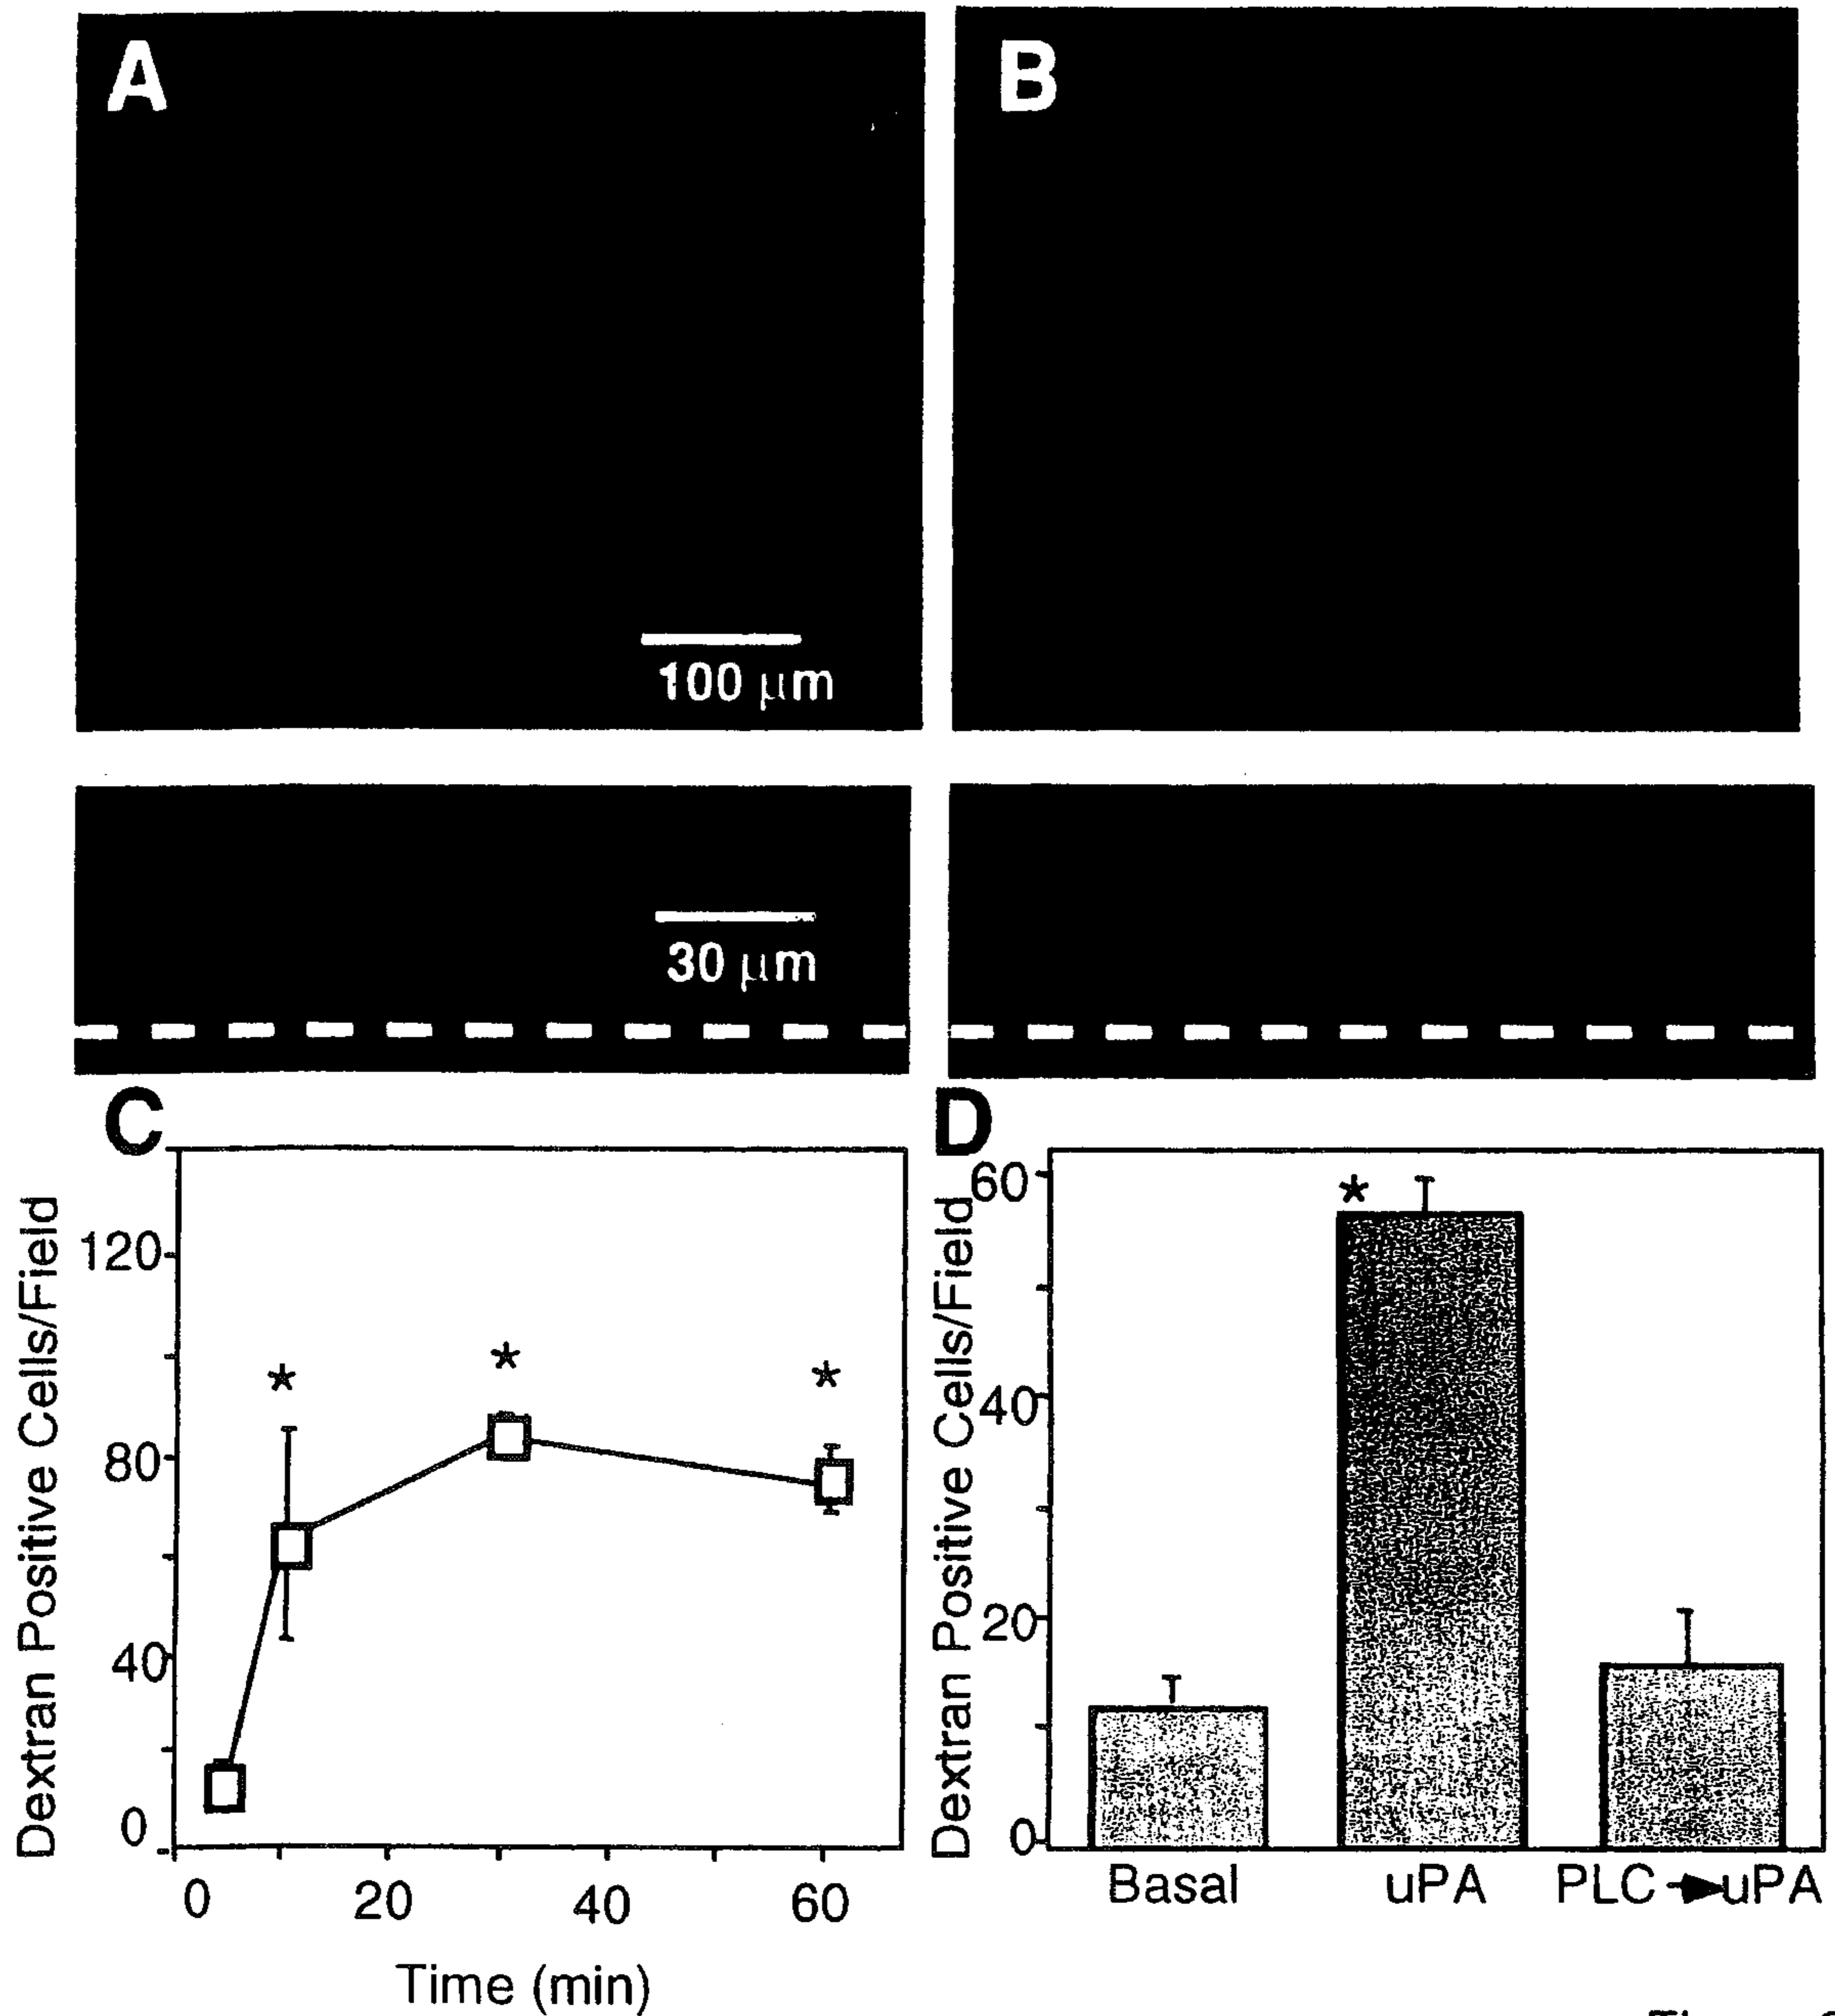 A
B
100 μm
30 μm
C
D
Dextran Positive Cells/Field
120
80
40
0
*
*
*
0 20 40 60
Time (min)
Dextran Positive Cells/Field
60
40
20
0
*
Basal uPA PLC → uPA